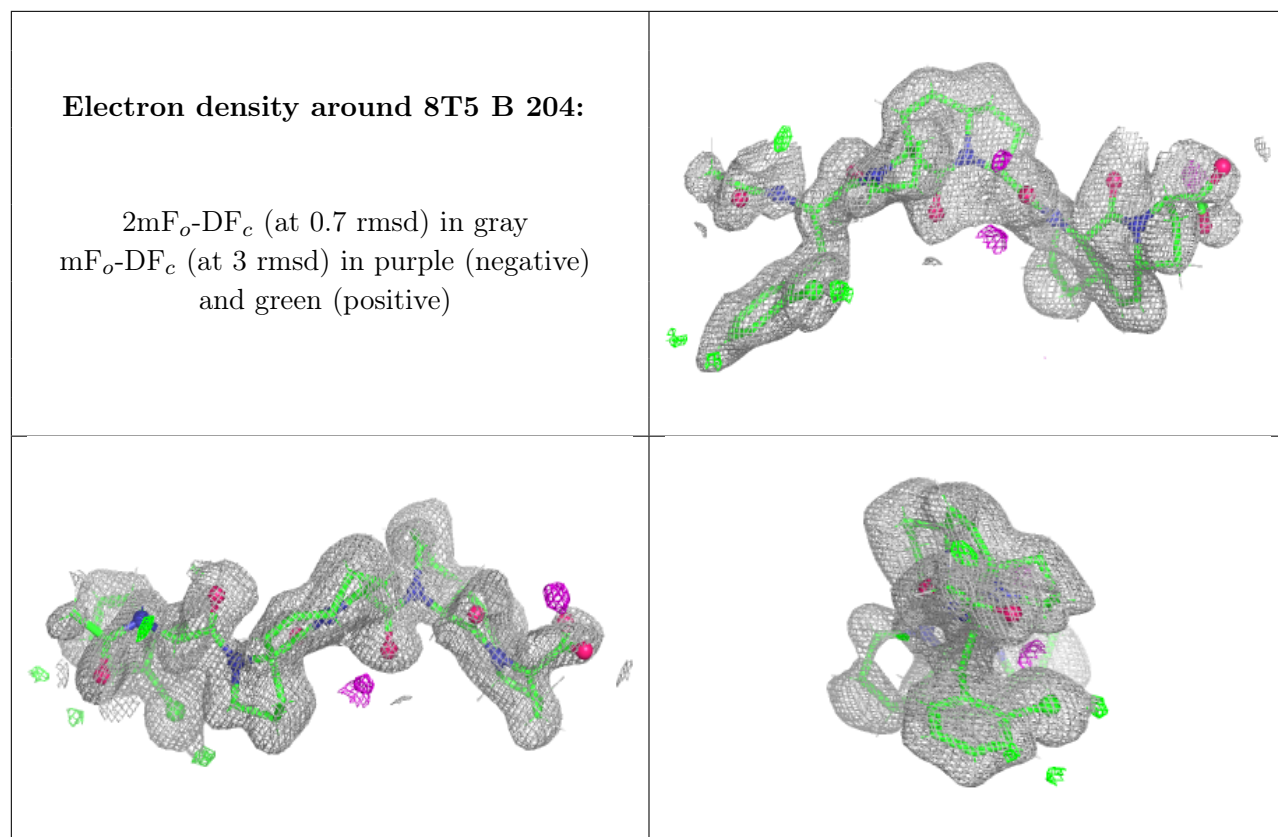 Electron density around 8T5 B 204:
2mFo-DFc (at 0.7 rmsd) in gray
mFo-DFc (at 3 rmsd) in purple (negative)
and green (positive)